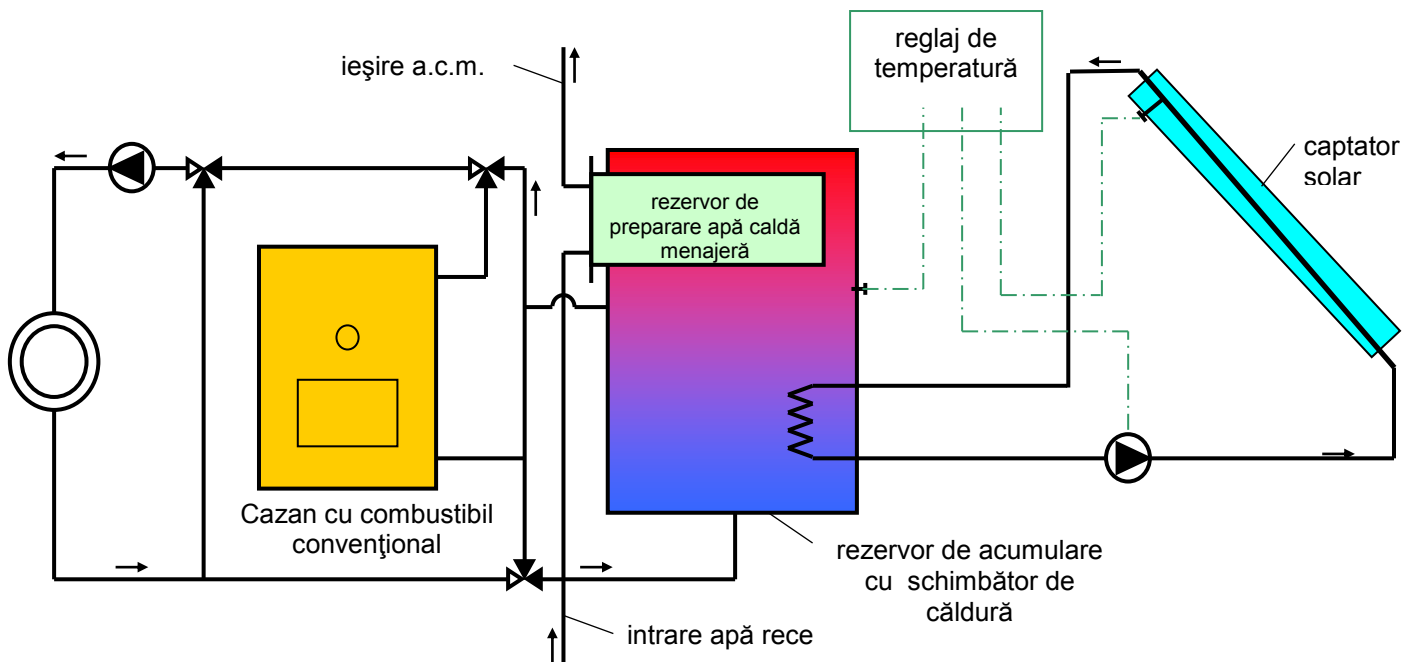 reglaj de
temperatură
ieşire a.c.m.
captator
solar
rezervor de
preparare apă caldă
menajeră
Cazan cu combustibil
convenţional
rezervor de acumulare
cu schimbător de
căldură
intrare apă rece